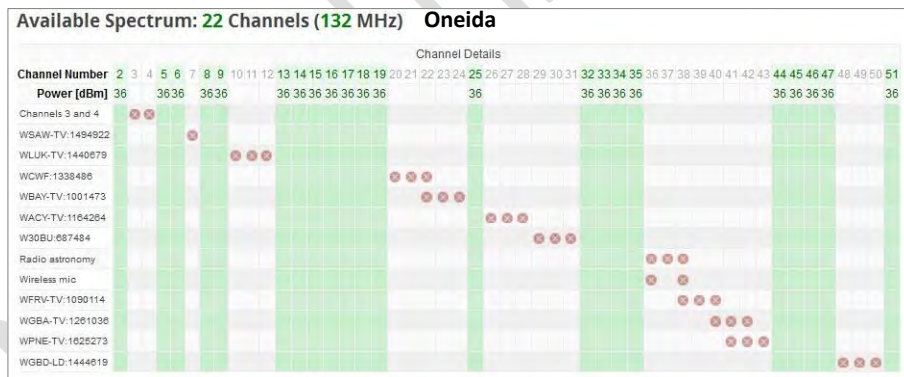 Available Spectrum: 22 Channels (132 MHz) Oneida
Channel Details
Channel Number 2 3 4 5 6 7 8 9 10 11 12 13 14 15 16 17 18 19 20 21 22 23 24 25 26 27 28 29 30 31 32 33 34 35 36 37 38 39 40 41 42 43 44 45 46 47 48 49 50 51
Power [dBm] 36 36 36 36 36 36 36 36 36 36 36 36 36 36 36 36 36 36 36 36 36 36
Channels 3 and 4
WSAW-TV:1494922
WLUK-TV:1440679
WCWF:1338486
WBAY-TV:1001473
WACY-TV:1164264
W30BU:687484
Radio astronomy
Wireless mic
WFRV-TV:1090114
WGBA-TV:1261036
WPNE-TV:1625273
WGBD-LD:1444619